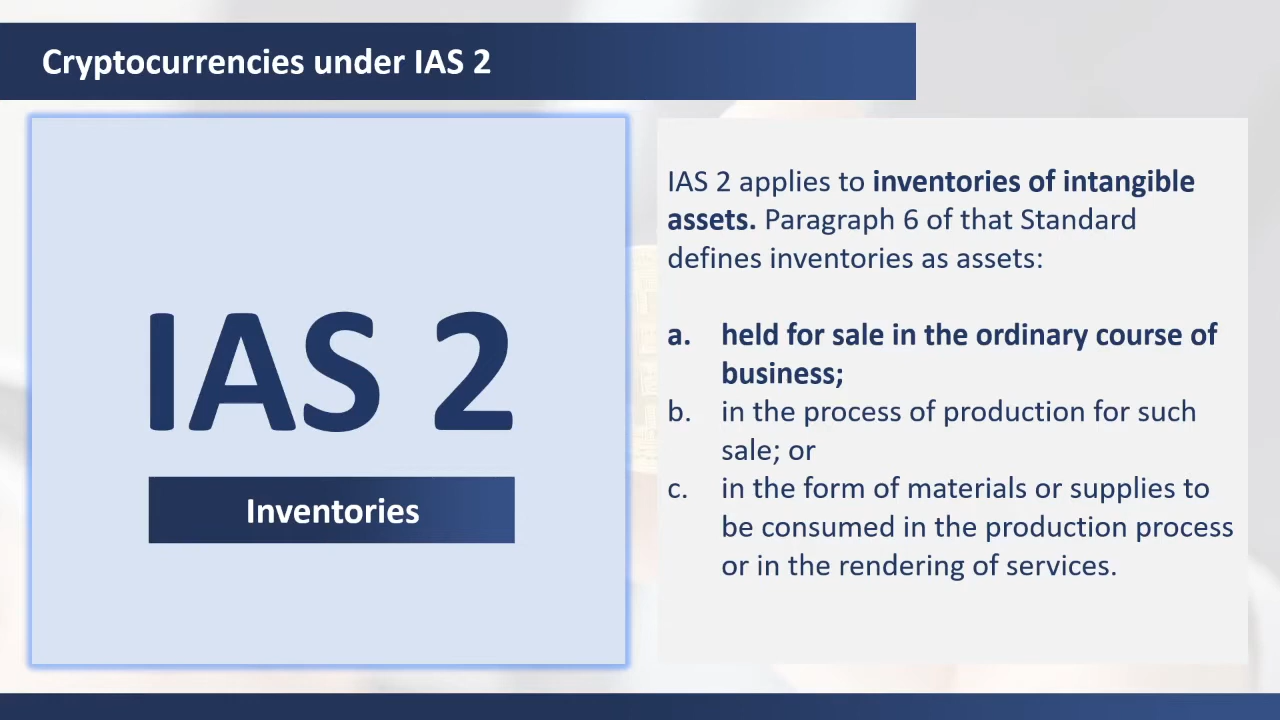 Cryptocurrencies under IAS 2
IAS 2
Inventories
IAS 2 applies to inventories of intangible
assets. Paragraph 6 of that Standard
defines inventories as assets:
a. held for sale in the ordinary course of
business;
b. in the process of production for such
sale; or
c. in the form of materials or supplies to
be consumed in the production process
or in the rendering of services.